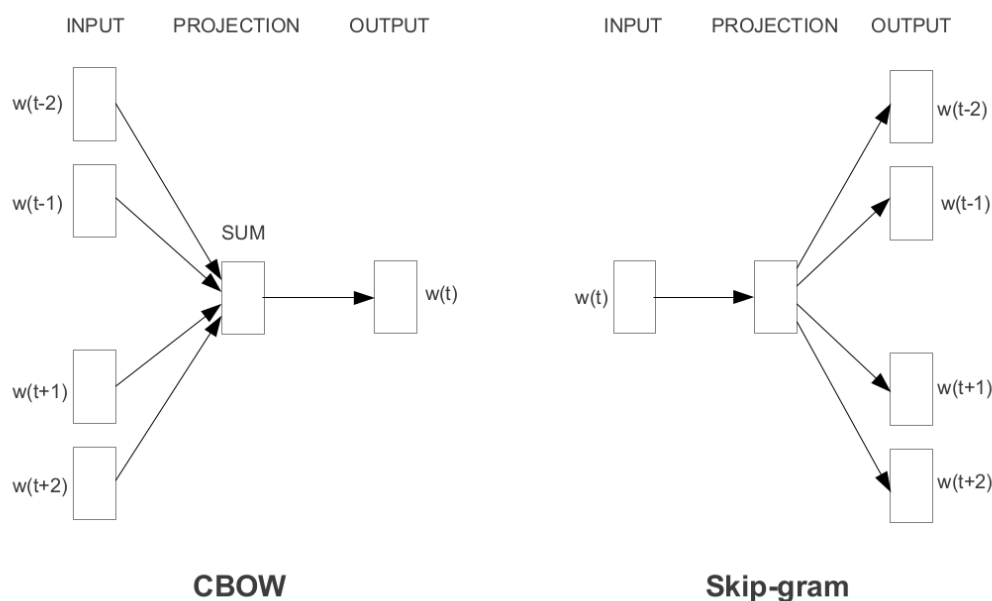 INPUT PROJECTION OUTPUT
w(t-2)
w(t-1)
SUM
w(t)
w(t+1)
w(t+2)
CBOW
INPUT PROJECTION OUTPUT
w(t-2)
w(t-1)
w(t)
w(t+1)
w(t+2)
Skip-gram